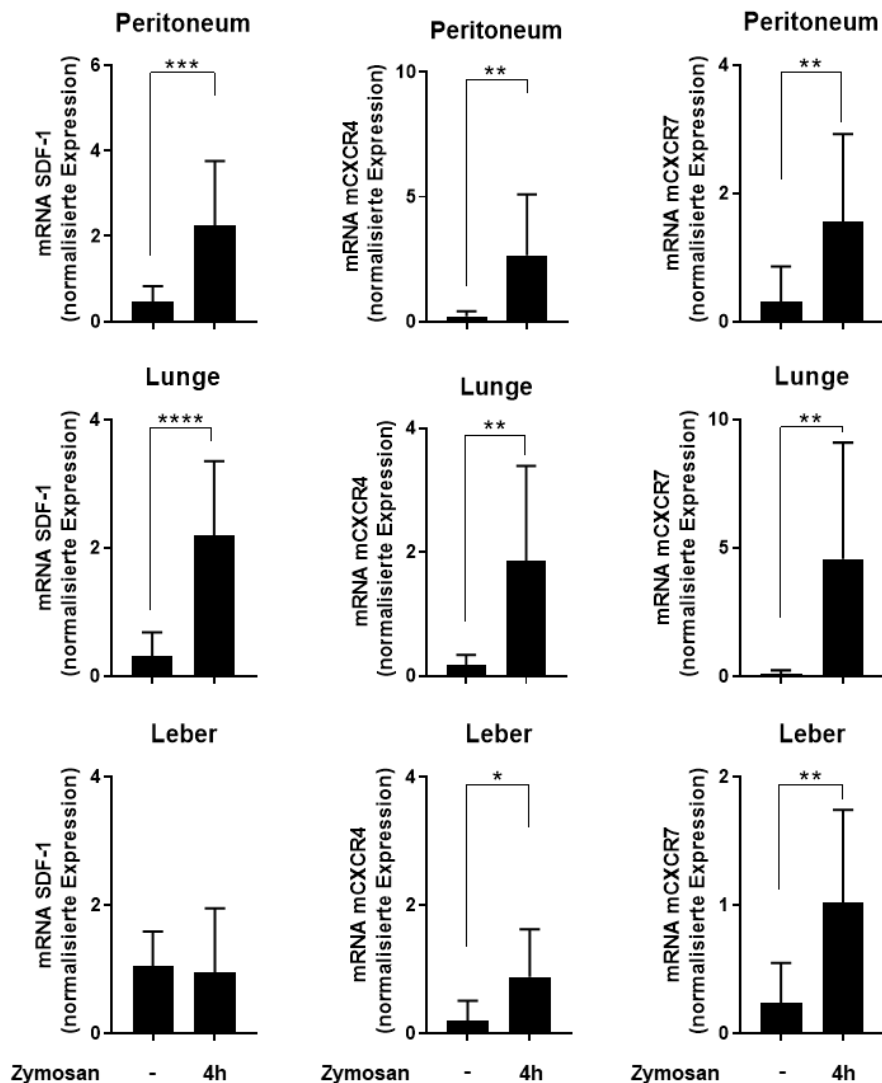 Peritoneum
mRNA SDF-1
(normalisierte Expression)
6
4
2
0
***
Peritoneum
mRNA mCXCR4
(normalisierte Expression)
10
5
0
**
Peritoneum
mRNA mCXCR7
(normalisierte Expression)
4
2
0
**
Lunge
mRNA SDF-1
(normalisierte Expression)
4
2
0
****
Lunge
mRNA mCXCR4
(normalisierte Expression)
4
2
0
**
Lunge
mRNA mCXCR7
(normalisierte Expression)
10
5
0
**
Leber
mRNA SDF-1
(normalisierte Expression)
4
2
0
Leber
mRNA mCXCR4
(normalisierte Expression)
4
2
0
*
Leber
mRNA mCXCR7
(normalisierte Expression)
2
1
0
**
Zymosan - 4h
Zymosan - 4h
Zymosan - 4h